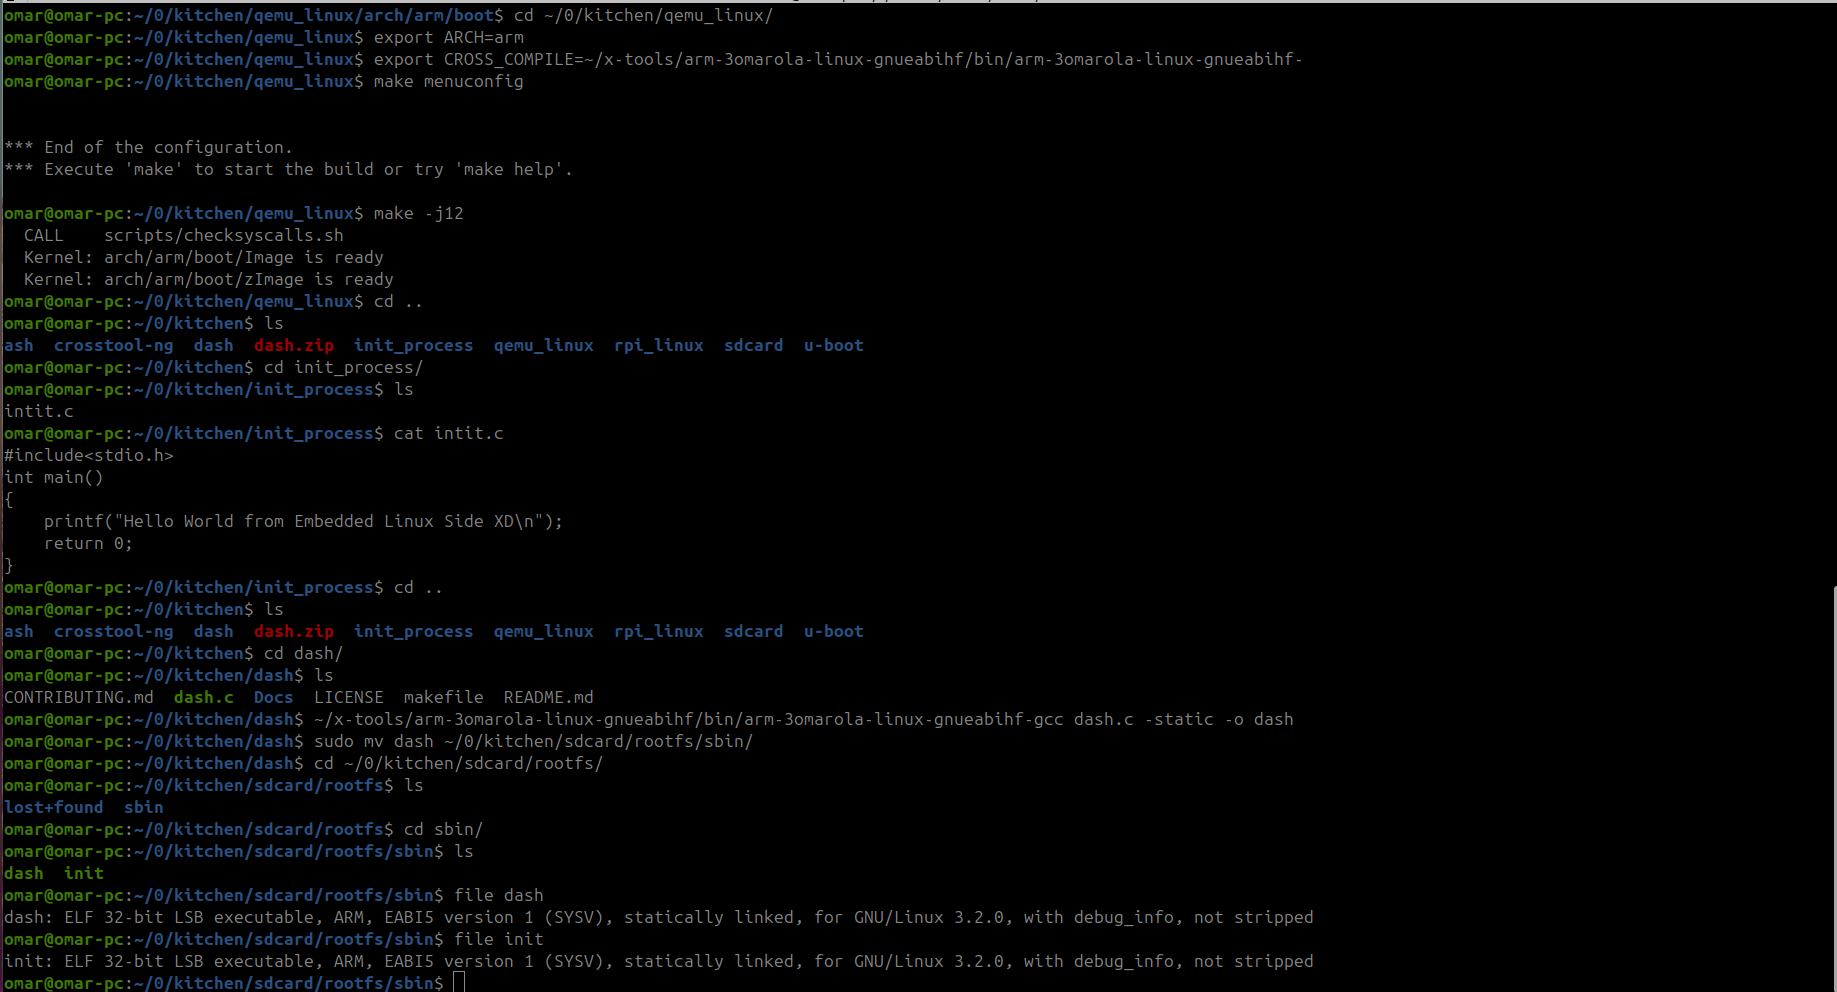 omar@omar-pc:~/0/kitchen/qemu_linux/arch/arm/boot$ cd ~/0/kitchen/qemu_linux/
omar@omar-pc:~/0/kitchen/qemu_linux$ export ARCH=arm
omar@omar-pc:~/0/kitchen/qemu_linux$ export CROSS_COMPILE=~/x-tools/arm-3omarola-linux-gnueabihf/bin/arm-3omarola-linux-gnueabihf-
omar@omar-pc:~/0/kitchen/qemu_linux$ make menuconfig
*** End of the configuration.
*** Execute 'make' to start the build or try 'make help'.
omar@omar-pc:~/0/kitchen/qemu_linux$ make -j12
  CALL    scripts/checksyscalls.sh
  Kernel: arch/arm/boot/Image is ready
  Kernel: arch/arm/boot/zImage is ready
omar@omar-pc:~/0/kitchen/qemu_linux$ cd ..
omar@omar-pc:~/0/kitchen$ ls
ash  crosstool-ng  dash  dash.zip  init_process  qemu_linux  rpi_linux  sdcard  u-boot
omar@omar-pc:~/0/kitchen$ cd init_process/
omar@omar-pc:~/0/kitchen/init_process$ ls
intit.c
omar@omar-pc:~/0/kitchen/init_process$ cat intit.c
#include<stdio.h>
int main()
{
    printf("Hello World from Embedded Linux Side XD\n");
    return 0;
}
omar@omar-pc:~/0/kitchen/init_process$ cd ..
omar@omar-pc:~/0/kitchen$ ls
ash  crosstool-ng  dash  dash.zip  init_process  qemu_linux  rpi_linux  sdcard  u-boot
omar@omar-pc:~/0/kitchen$ cd dash/
omar@omar-pc:~/0/kitchen/dash$ ls
CONTRIBUTING.md  dash.c  Docs  LICENSE  makefile  README.md
omar@omar-pc:~/0/kitchen/dash$ ~/x-tools/arm-3omarola-linux-gnueabihf/bin/arm-3omarola-linux-gnueabihf-gcc dash.c -static -o dash
omar@omar-pc:~/0/kitchen/dash$ sudo mv dash ~/0/kitchen/sdcard/rootfs/sbin/
omar@omar-pc:~/0/kitchen/dash$ cd ~/0/kitchen/sdcard/rootfs/
omar@omar-pc:~/0/kitchen/sdcard/rootfs$ ls
lost+found  sbin
omar@omar-pc:~/0/kitchen/sdcard/rootfs$ cd sbin/
omar@omar-pc:~/0/kitchen/sdcard/rootfs/sbin$ ls
dash  init
omar@omar-pc:~/0/kitchen/sdcard/rootfs/sbin$ file dash
dash: ELF 32-bit LSB executable, ARM, EABI5 version 1 (SYSV), statically linked, for GNU/Linux 3.2.0, with debug_info, not stripped
omar@omar-pc:~/0/kitchen/sdcard/rootfs/sbin$ file init
init: ELF 32-bit LSB executable, ARM, EABI5 version 1 (SYSV), statically linked, for GNU/Linux 3.2.0, with debug_info, not stripped
omar@omar-pc:~/0/kitchen/sdcard/rootfs/sbin$